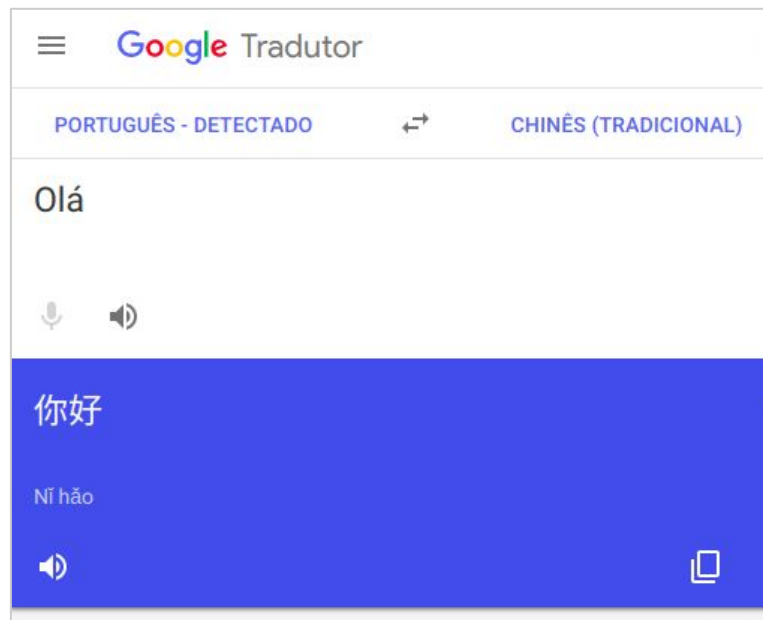 Google Tradutor
PORTUGUÊS - DETECTADO CHINÊS (TRADICIONAL)
Olá
你好
Nǐ hǎo